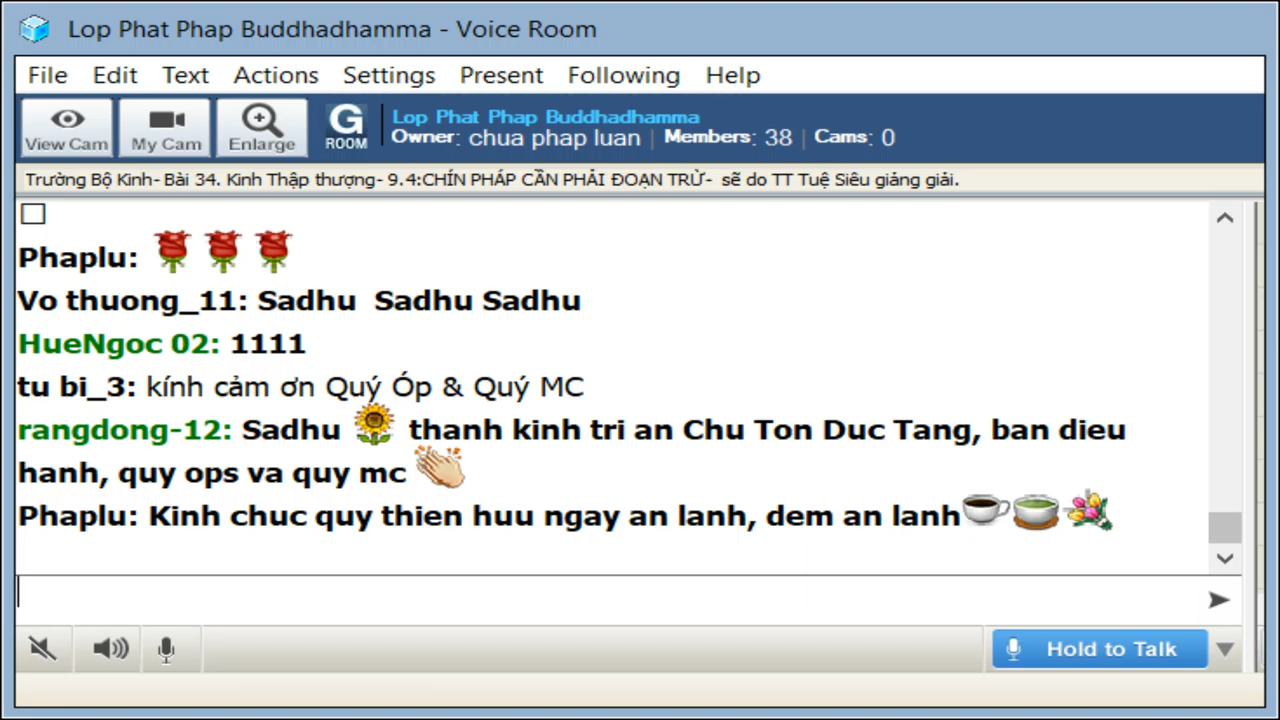 Lop Phat Phap Buddhadhamma - Voice Room
File Edit Text Actions Settings Present Following Help
View Cam My Cam Enlarge G ROOM
Lop Phat Phap Buddhadhamma
Owner: chua phap luan | Members: 38 | Cams: 0
Trường Bộ Kinh- Bài 34. Kinh Thập thượng- 9.4:CHÍN PHÁP CẦN PHẢI ĐOẠN TRỪ- sẽ do TT Tuệ Siêu giảng giải.
Phaplu:
Vo thuong_11: Sadhu  Sadhu Sadhu
HueNgoc 02: 1111
tu bi_3: kính cảm ơn Quý Óp & Quý MC
rangdong-12: Sadhu thanh kinh tri an Chu Ton Duc Tang, ban dieu
hanh, quy ops va quy mc
Phaplu: Kinh chuc quy thien huu ngay an lanh, dem an lanh
Hold to Talk